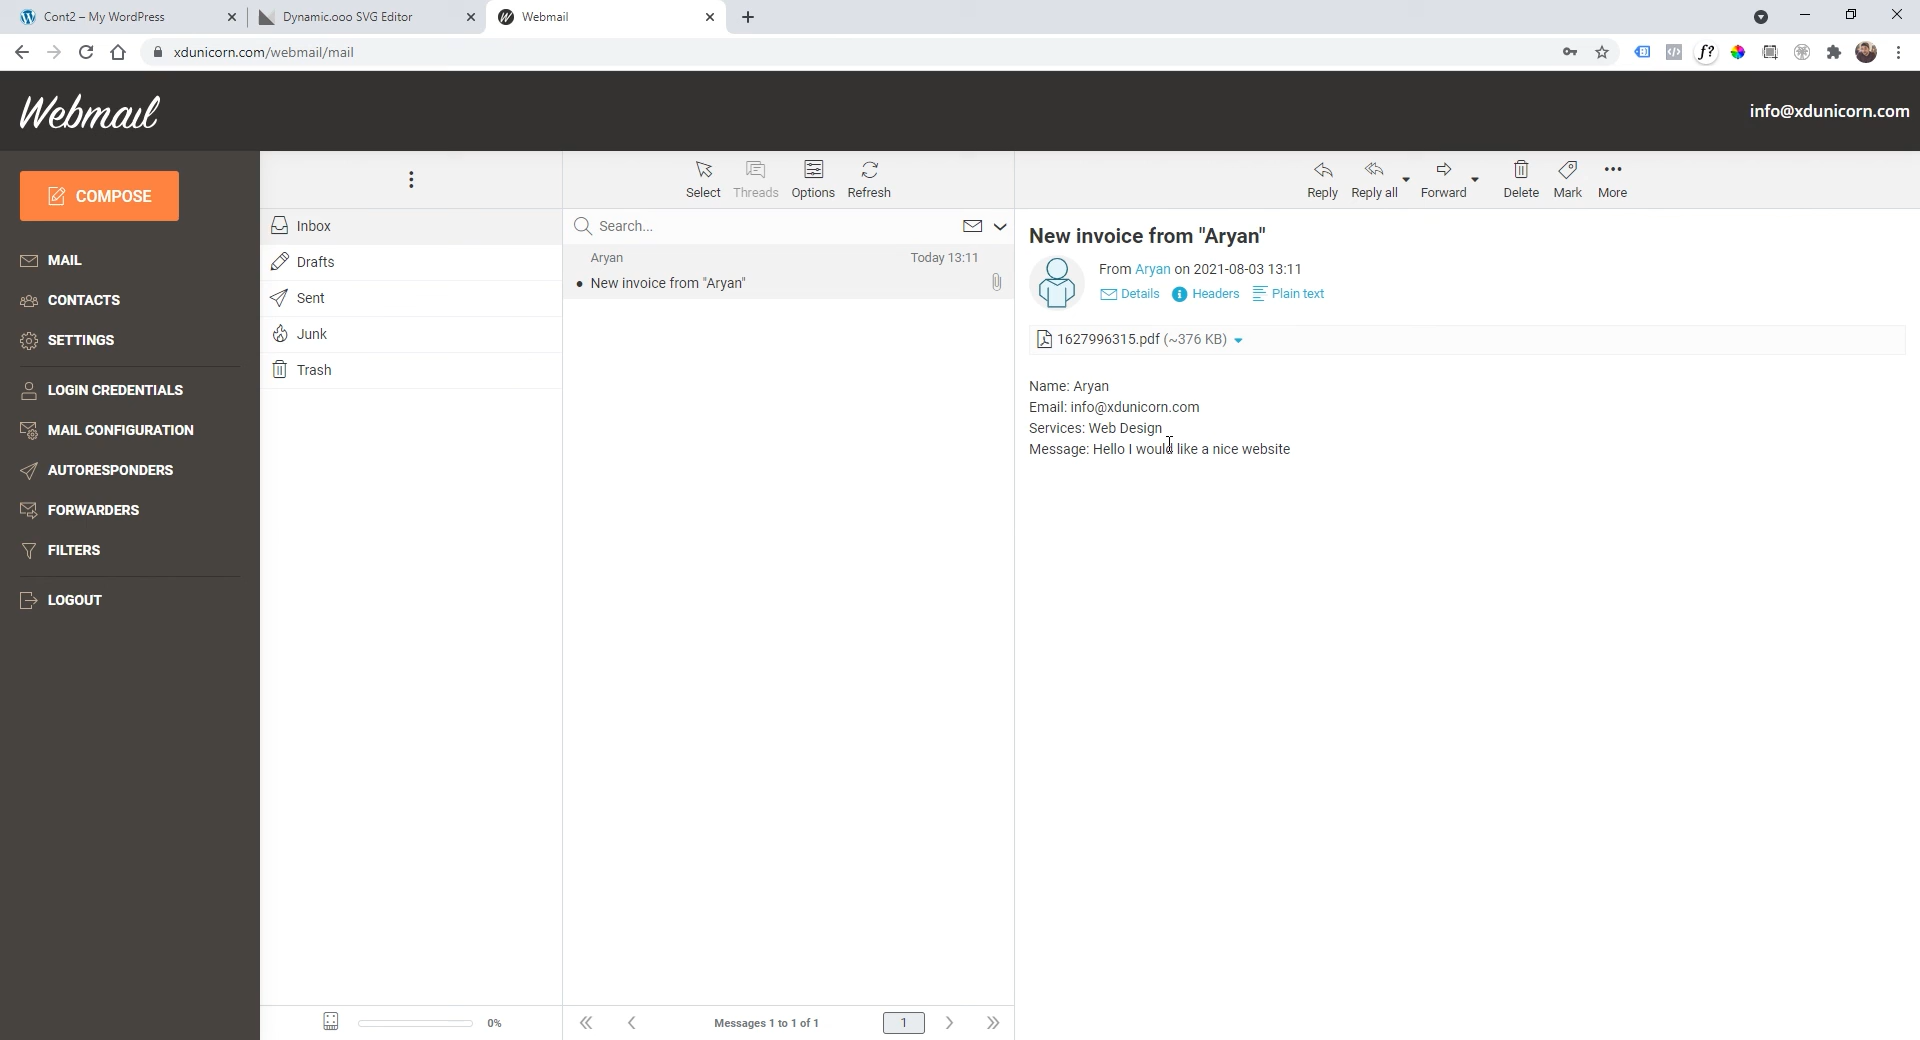 Cont2 – My WordPress
Dynamic.ooo SVG Editor
Webmail
xdunicorn.com/webmail/mail
f?
Webmail
info@xdunicorn.com
COMPOSE
MAIL
CONTACTS
SETTINGS
LOGIN CREDENTIALS
MAIL CONFIGURATION
AUTORESPONDERS
FORWARDERS
FILTERS
LOGOUT
Inbox
Drafts
Sent
Junk
Trash
0%
Select
Threads
Options
Refresh
Search...
Aryan
Today 13:11
New invoice from "Aryan"
Messages 1 to 1 of 1
1
Reply
Reply all
Forward
Delete
Mark
More
New invoice from "Aryan"
From Aryan on 2021-08-03 13:11
Details
Headers
Plain text
1627996315.pdf (~376 KB)
Name: Aryan
Email: info@xdunicorn.com
Services: Web Design
Message: Hello I would like a nice website